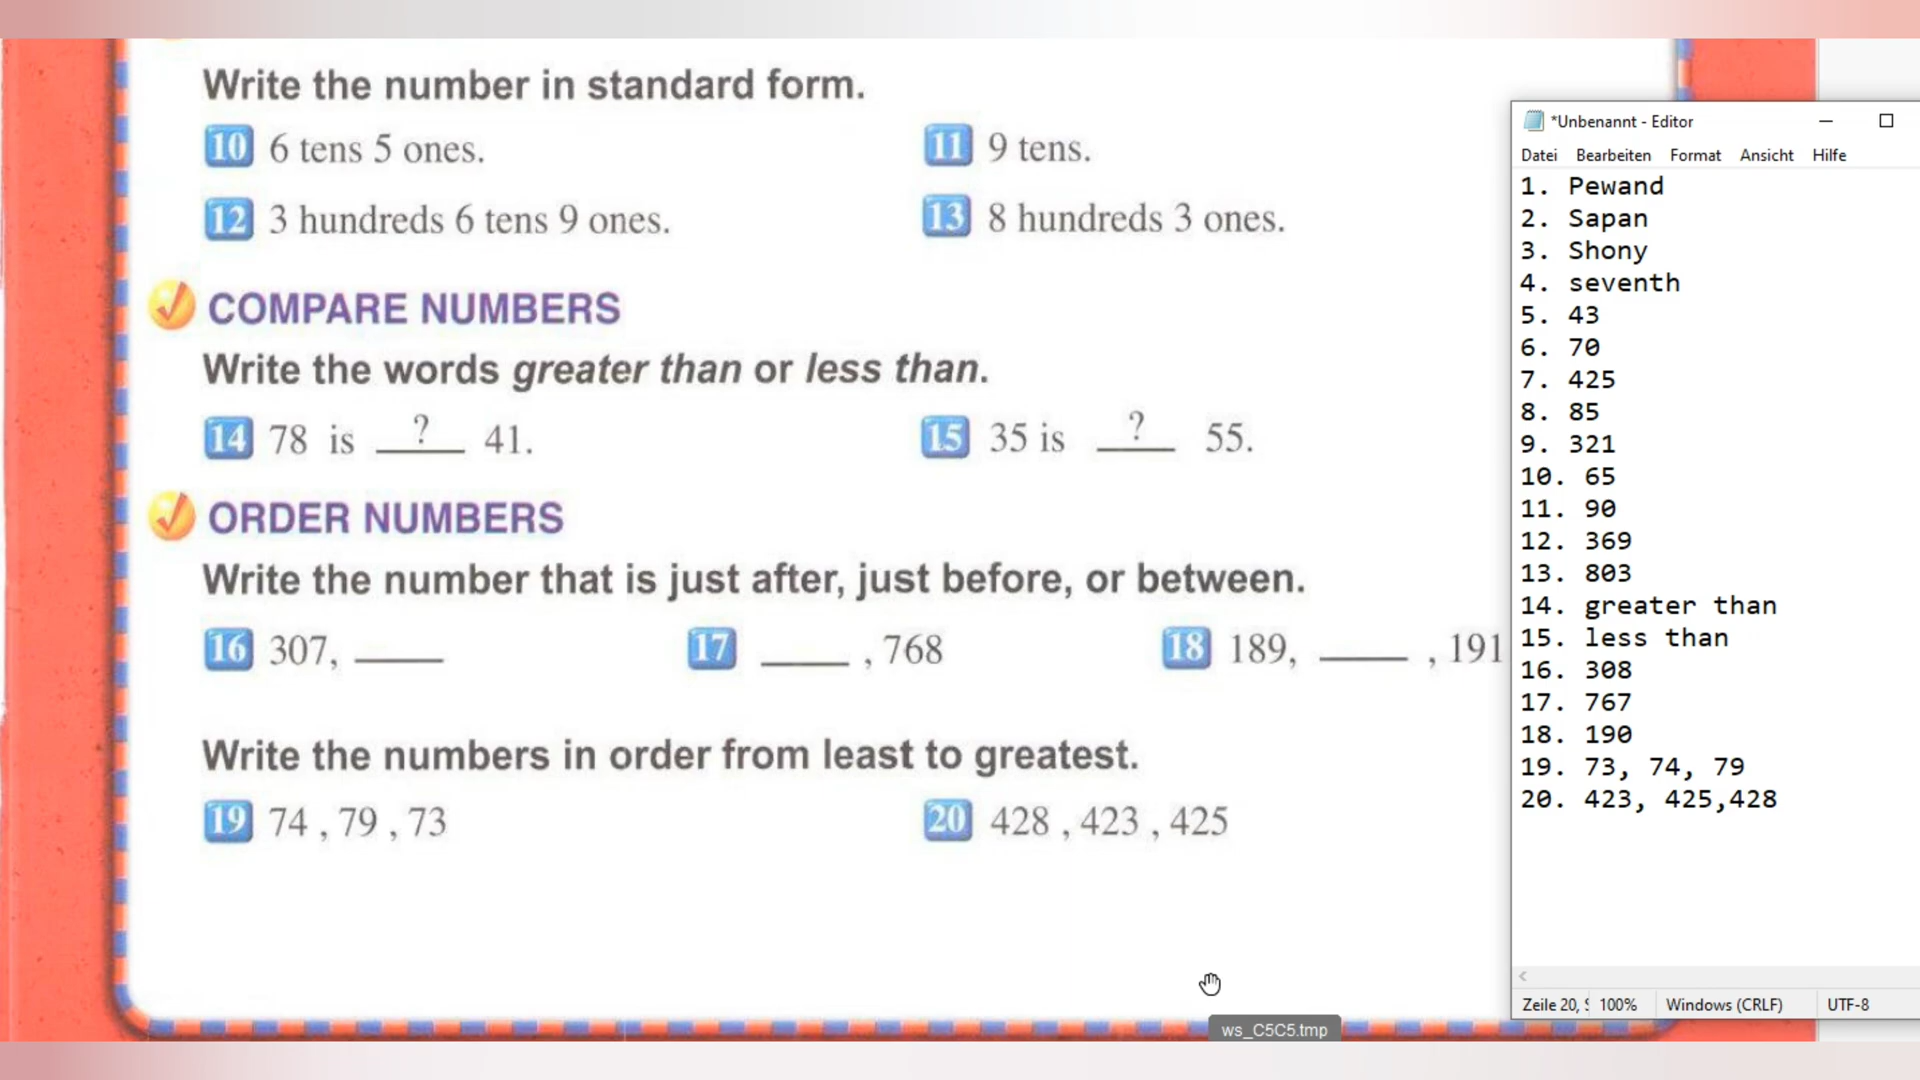 Write the number in standard form.
10 6 tens 5 ones.
11 9 tens.
12 3 hundreds 6 tens 9 ones.
13 8 hundreds 3 ones.
COMPARE NUMBERS
Write the words greater than or less than.
14 78 is ? 41.
15 35 is ? 55.
ORDER NUMBERS
Write the number that is just after, just before, or between.
16 307, ____
17 ____ , 768
18 189, ____ , 191
Write the numbers in order from least to greatest.
19 74 , 79 , 73
20 428 , 423 , 425
ws_C5C5.tmp
*Unbenannt - Editor
Datei Bearbeiten Format Ansicht Hilfe
1. Pewand
2. Sapan
3. Shony
4. seventh
5. 43
6. 70
7. 425
8. 85
9. 321
10. 65
11. 90
12. 369
13. 803
14. greater than
15. less than
16. 308
17. 767
18. 190
19. 73, 74, 79
20. 423, 425,428
Zeile 20, 100% Windows (CRLF) UTF-8